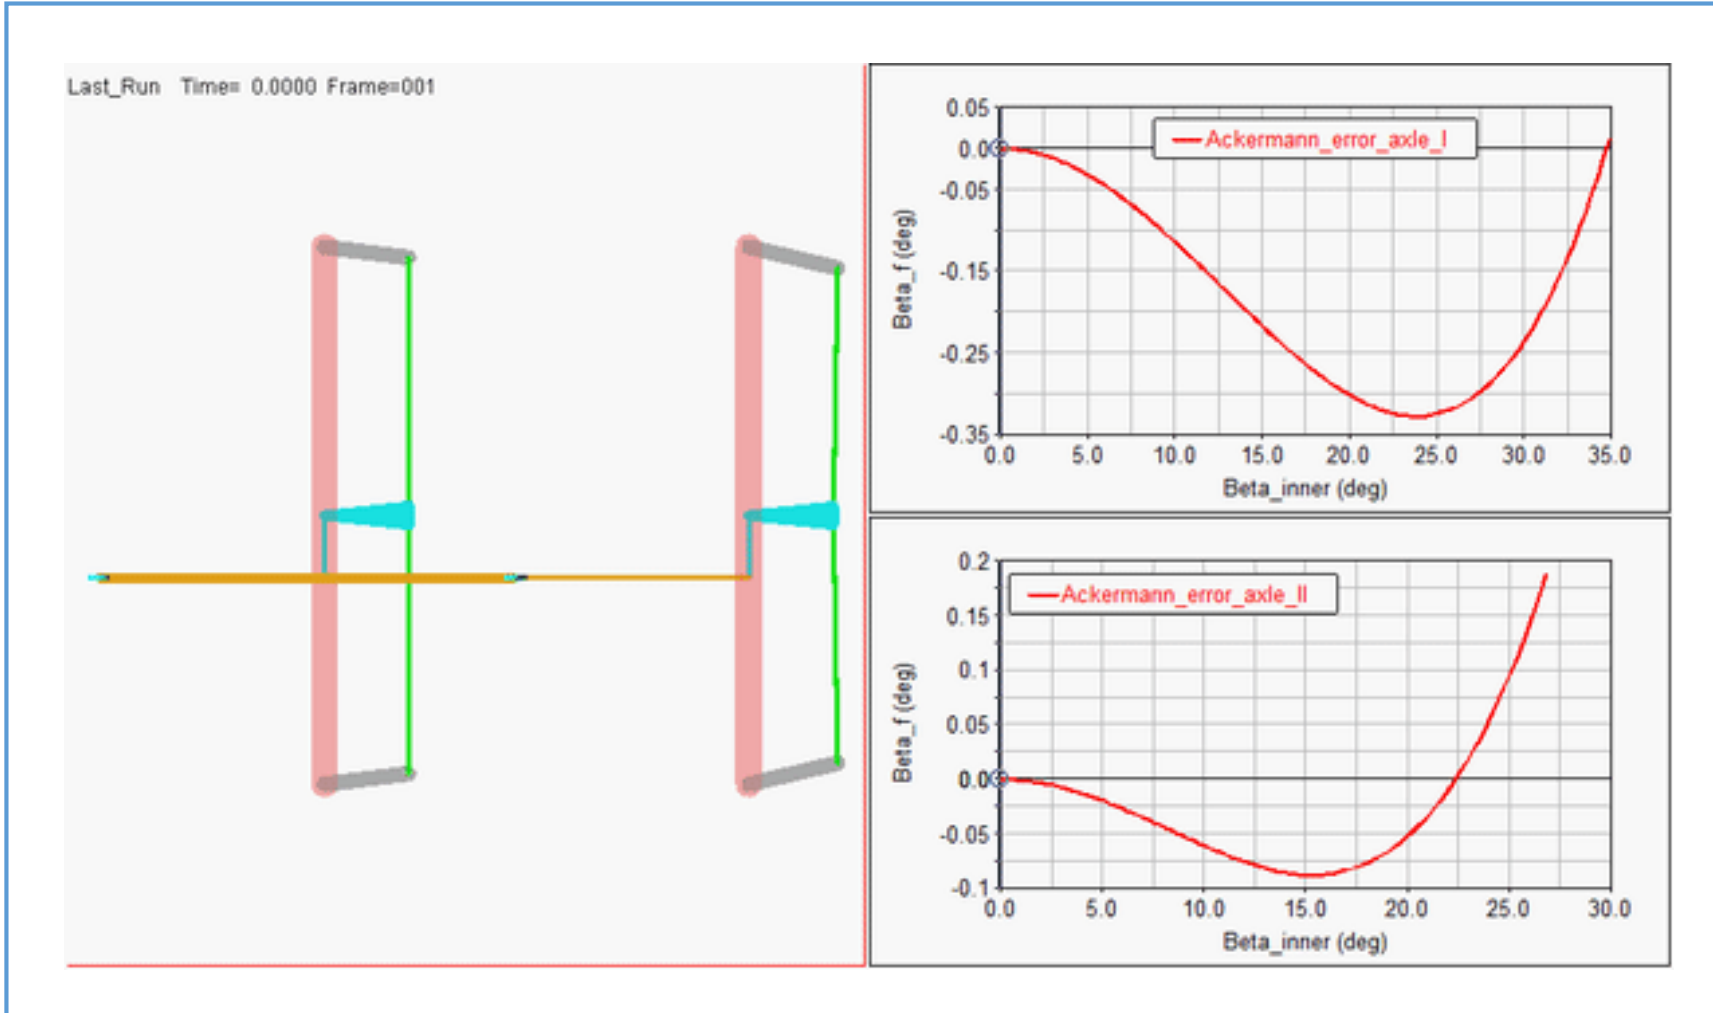 Last_Run Time= 0.0000 Frame=001
0.05
0.0
-0.05
-0.15
-0.25
-0.35
Beta_f (deg)
Ackermann_error_axle_I
0.0 5.0 10.0 15.0 20.0 25.0 30.0 35.0
Beta_inner (deg)
0.2
0.15
0.1
0.05
0.0
-0.05
-0.1
Beta_f (deg)
Ackermann_error_axle_II
0.0 5.0 10.0 15.0 20.0 25.0 30.0
Beta_inner (deg)